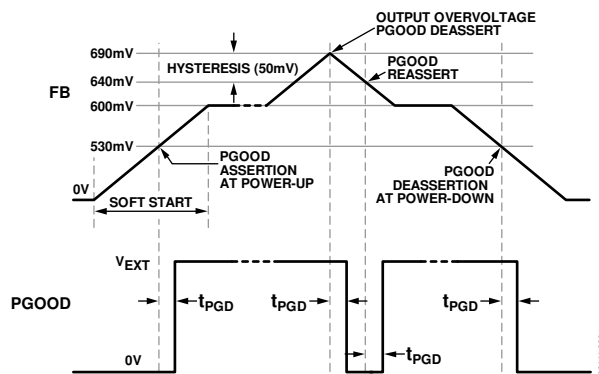 OUTPUT OVERVOLTAGE
PGOOD DEASSERT
690mV
HYSTERESIS (50mV)
PGOOD
REASSERT
640mV
FB
600mV
530mV
PGOOD
ASSERTION
AT POWER-UP
PGOOD
DEASSERTION
AT POWER-DOWN
0V
SOFT START
VEXT
PGOOD
tPGD
tPGD
tPGD
tPGD
0V